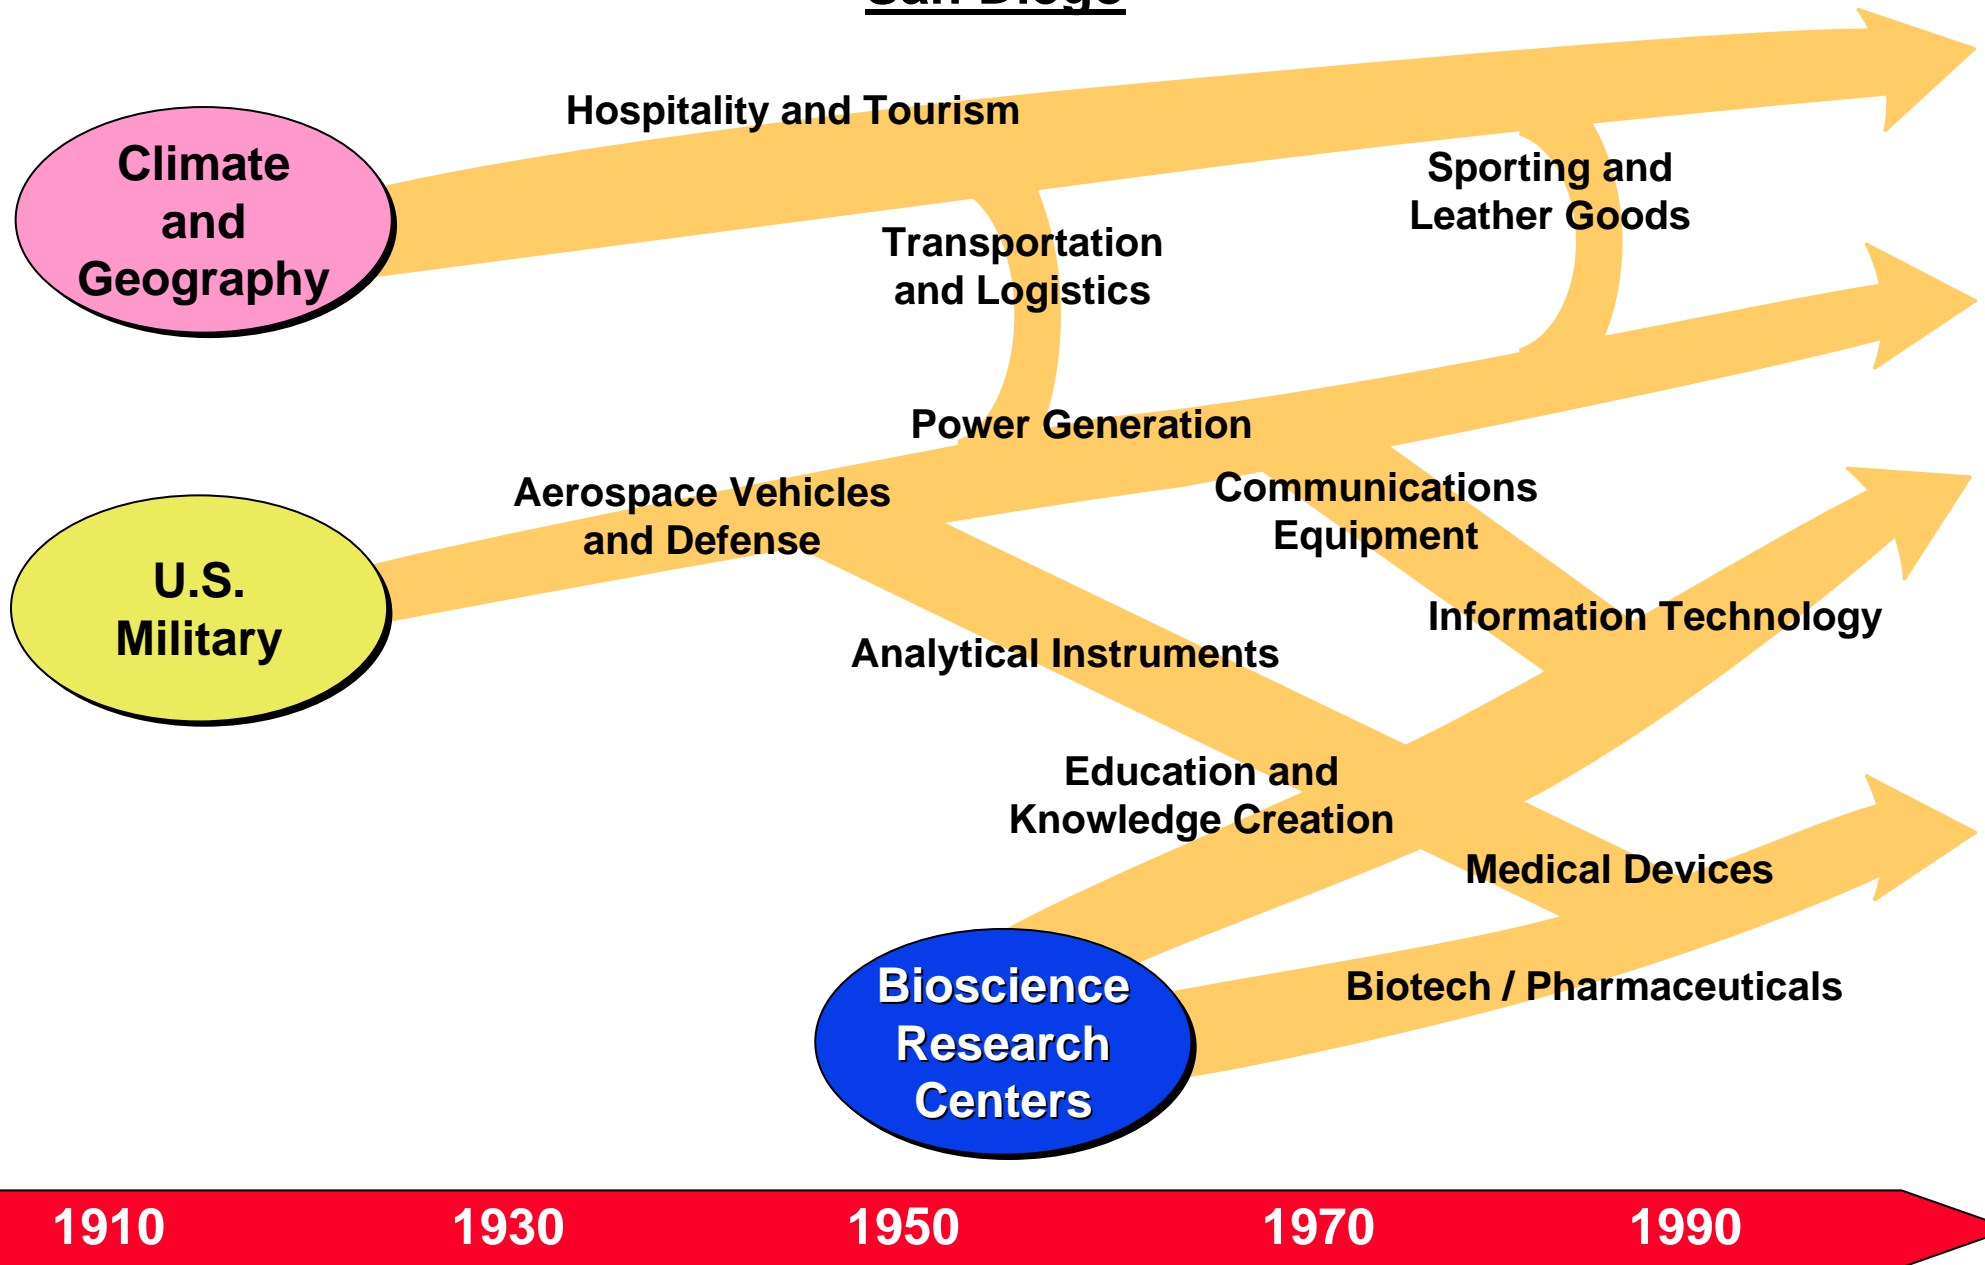 San Diego
Hospitality and Tourism
Climate
and
Geography
Sporting and
Leather Goods
Transportation
and Logistics
Power Generation
Aerospace Vehicles
and Defense
Communications
Equipment
U.S.
Military
Information Technology
Analytical Instruments
Education and
Knowledge Creation
Medical Devices
Bioscience
Research
Centers
Biotech / Pharmaceuticals
1910 1930 1950 1970 1990